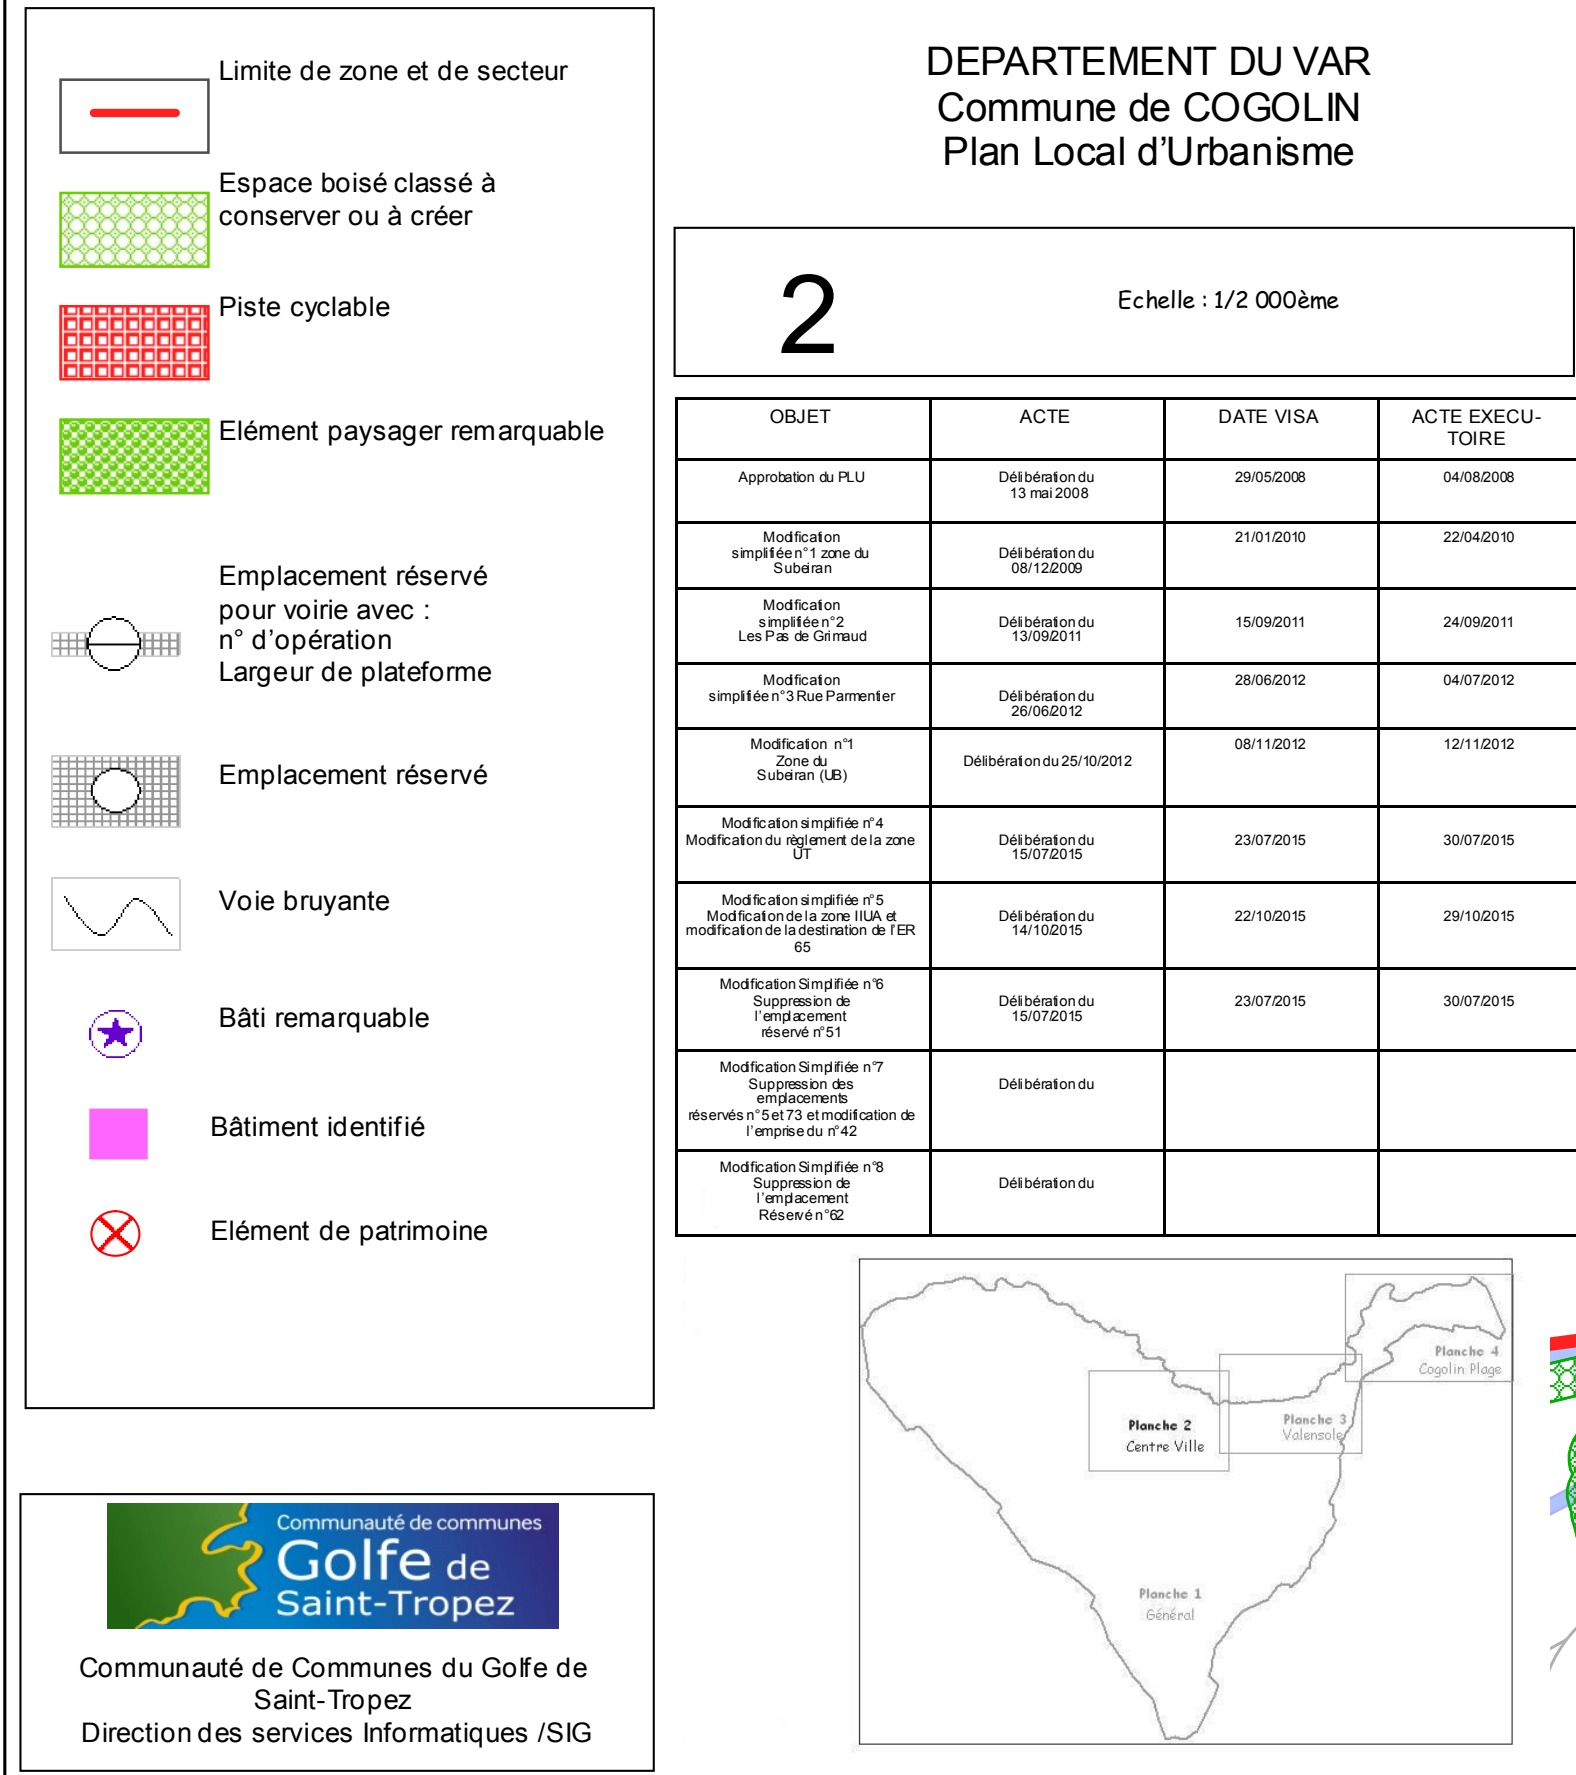 Limite de zone et de secteur
Espace boisé classé à
conserver ou à créer
Piste cyclable
Elément paysager remarquable
Emplacement réservé
pour voirie avec :
n° d'opération
Largeur de plateforme
Emplacement réservé
Voie bruyante
Bâti remarquable
Bâtiment identifié
Elément de patrimoine
Communauté de communes
Golfe de
Saint-Tropez
Communauté de Communes du Golfe de
Saint-Tropez
Direction des services Informatiques /SIG
DEPARTEMENT DU VAR
Commune de COGOLIN
Plan Local d'Urbanisme
2
Echelle : 1/2 000ème
OBJET
ACTE
DATE VISA
ACTE EXECU-
TOIRE
Approbation du PLU
Délibération du
13 mai 2008
29/05/2008
04/08/2008
Modification
simplifiée n°1 zone du
Subeiran
Délibération du
08/12/2009
21/01/2010
22/04/2010
Modification
simplifiée n°2
Les Pas de Grimaud
Délibération du
13/09/2011
15/09/2011
24/09/2011
Modification
simplifiée n°3 Rue Parmentier
Délibération du
26/06/2012
28/06/2012
04/07/2012
Modification n°1
Zone du
Subeiran (UB)
Délibération du 25/10/2012
08/11/2012
12/11/2012
Modification simplifiée n°4
Modification du règlement de la zone
UT
Délibération du
15/07/2015
23/07/2015
30/07/2015
Modification simplifiée n°5
Modification de la zone IIUA et
modification de la destination de l'ER
65
Délibération du
14/10/2015
22/10/2015
29/10/2015
Modification Simplifiée n°6
Suppression de
l'emplacement
réservé n°51
Délibération du
15/07/2015
23/07/2015
30/07/2015
Modification Simplifiée n°7
Suppression des
emplacements
réservés n°5 et 73 et modification de
l'emprise du n°42
Délibération du
Modification Simplifiée n°8
Suppression de
l'emplacement
Réservé n°62
Délibération du
Planche 4
Cogolin Plage
Planche 3
Valensole
Planche 2
Centre Ville
Planche 1
Général